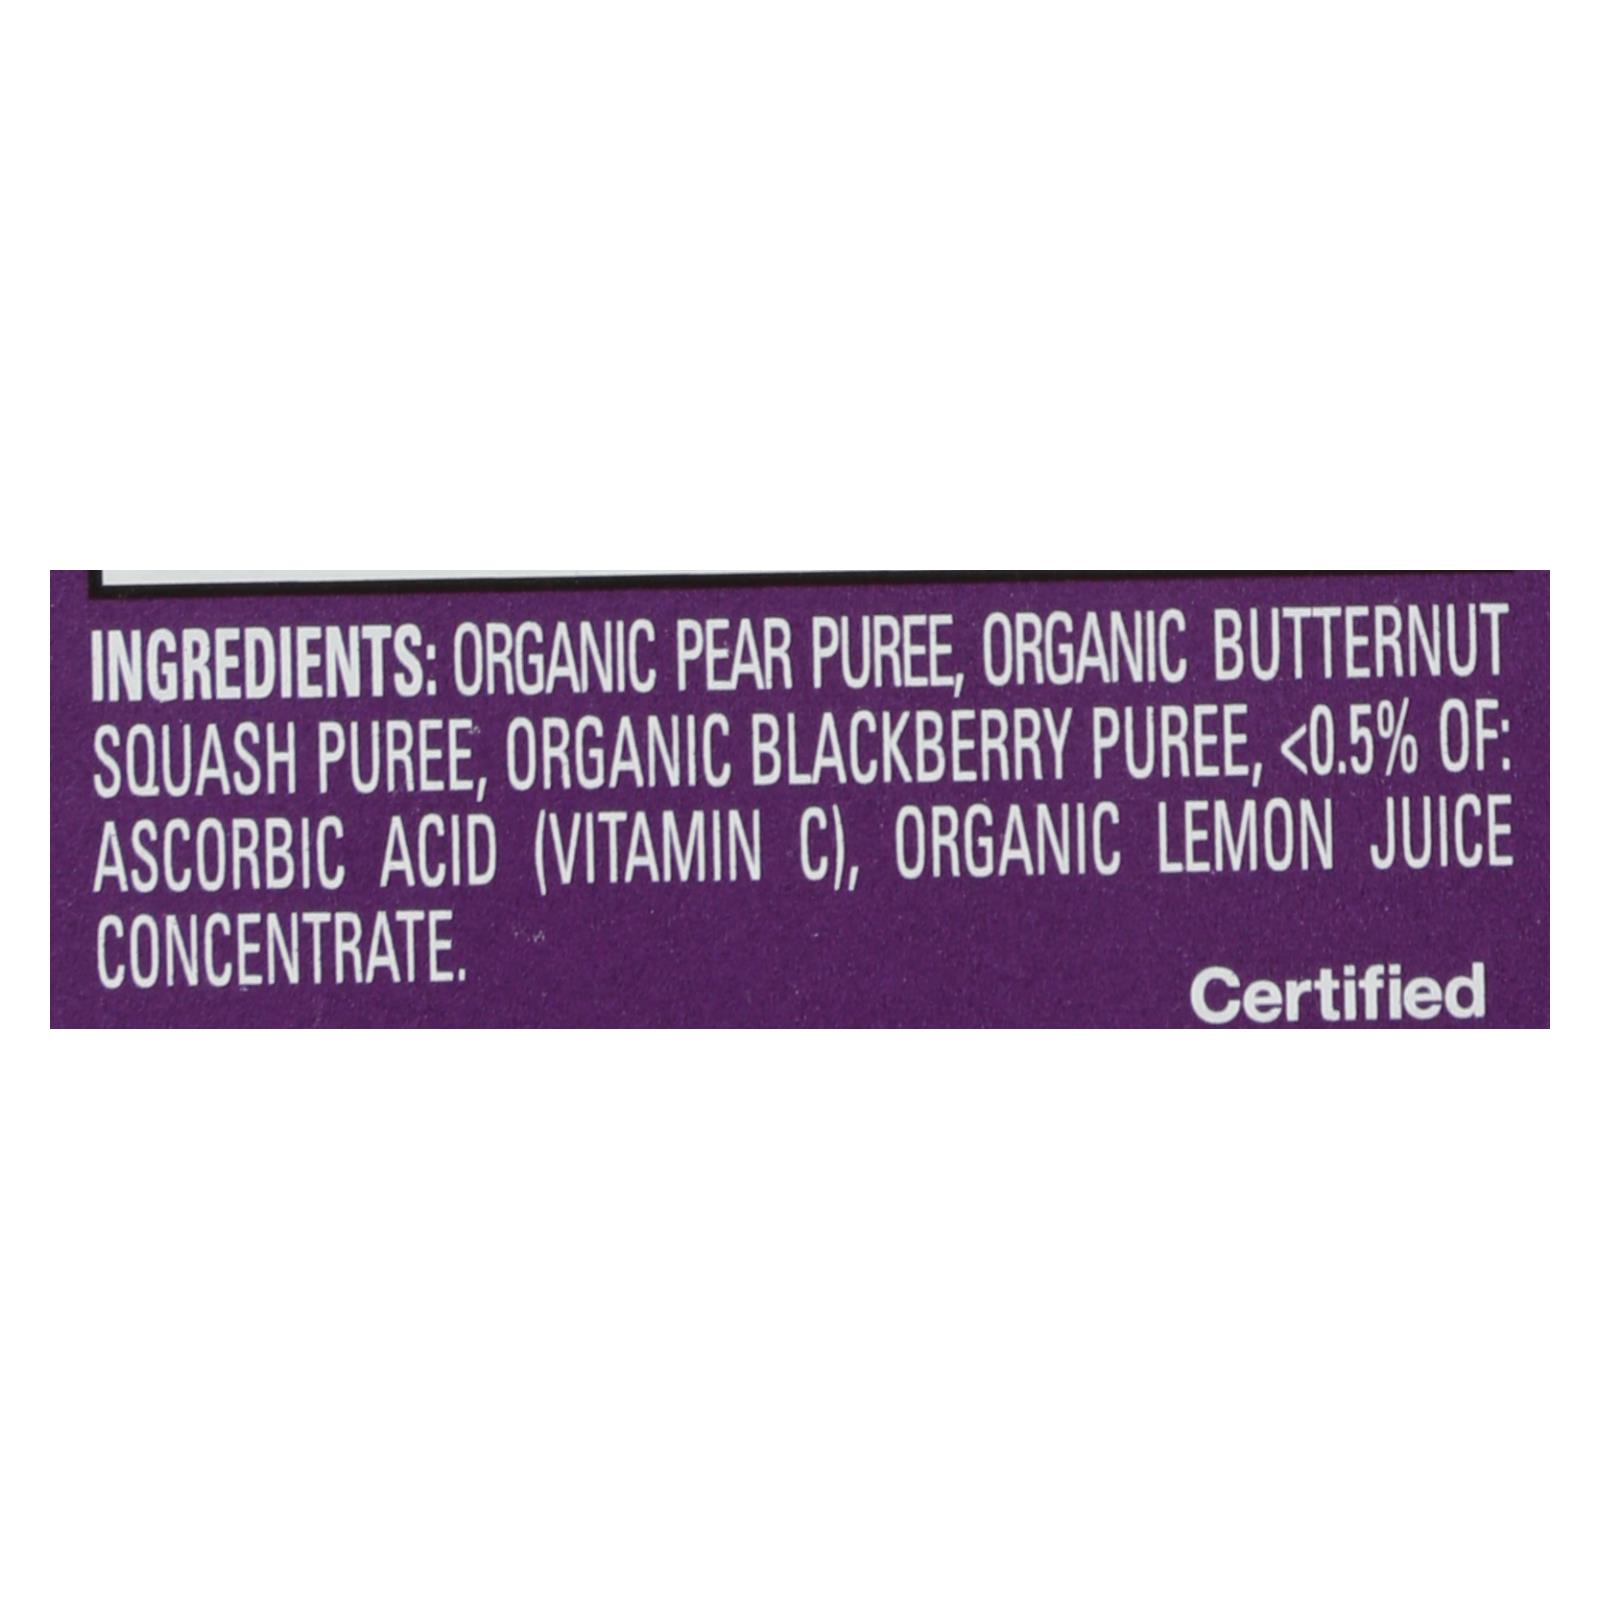 INGREDIENTS: ORGANIC PEAR PUREE, ORGANIC BUTTERNUT
SQUASH PUREE, ORGANIC BLACKBERRY PUREE, <0.5% OF:
ASCORBIC ACID (VITAMIN C), ORGANIC LEMON JUICE
CONCENTRATE.
Certified